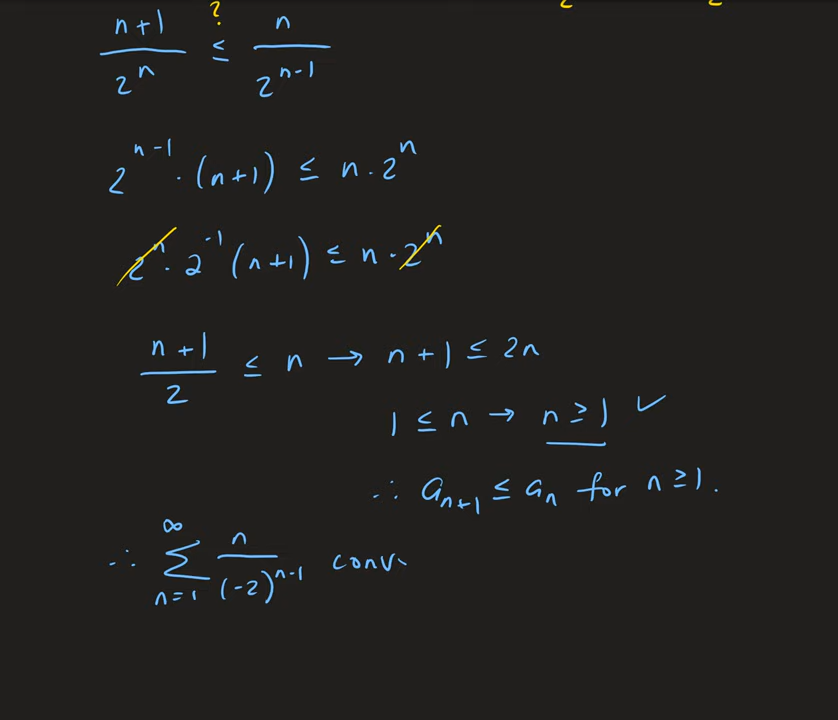 ?
(n+1)/2^n ≤ n/2^(n-1)
2^(n-1) · (n+1) ≤ n · 2^n
2^n · 2^(-1) (n+1) ≤ n · 2^n
(n+1)/2 ≤ n → n+1 ≤ 2n
1 ≤ n → n ≥ 1 ✓
∴ a_(n+1) ≤ a_n for n ≥ 1.
∴ ∑_(n=1)^∞ n/(-2)^(n-1) conv